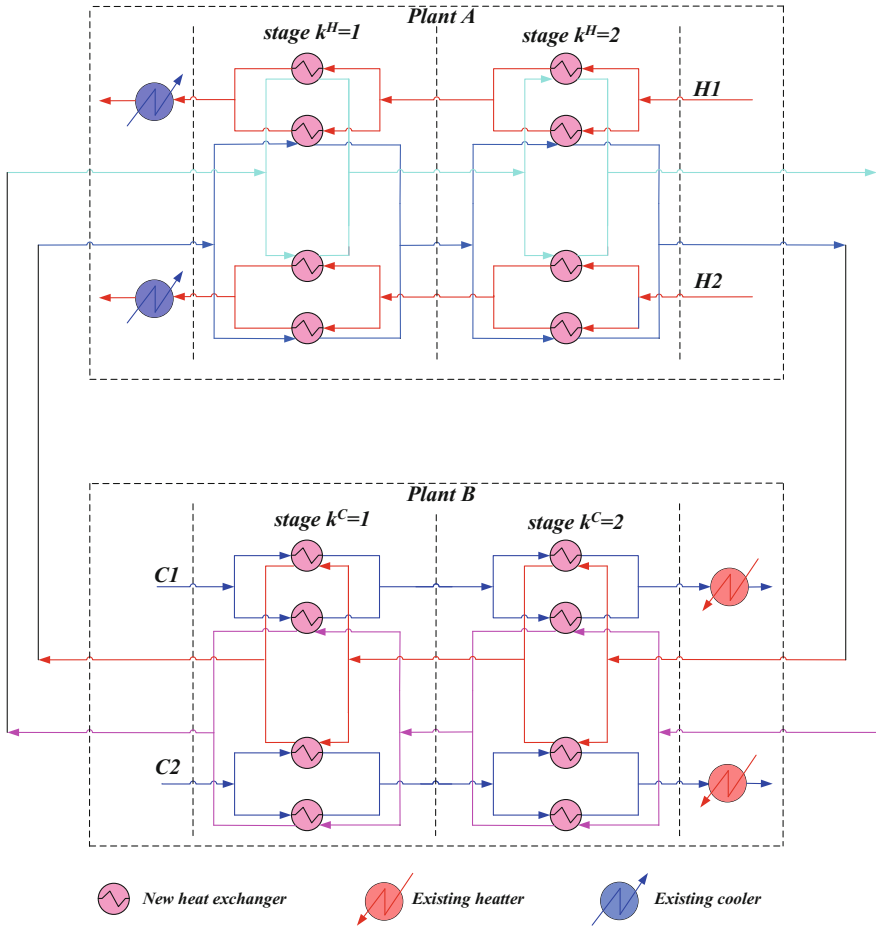 Plant A
stage k^H=1
stage k^H=2
H1
H2
Plant B
stage k^C=1
stage k^C=2
C1
C2
New heat exchanger
Existing heatter
Existing cooler